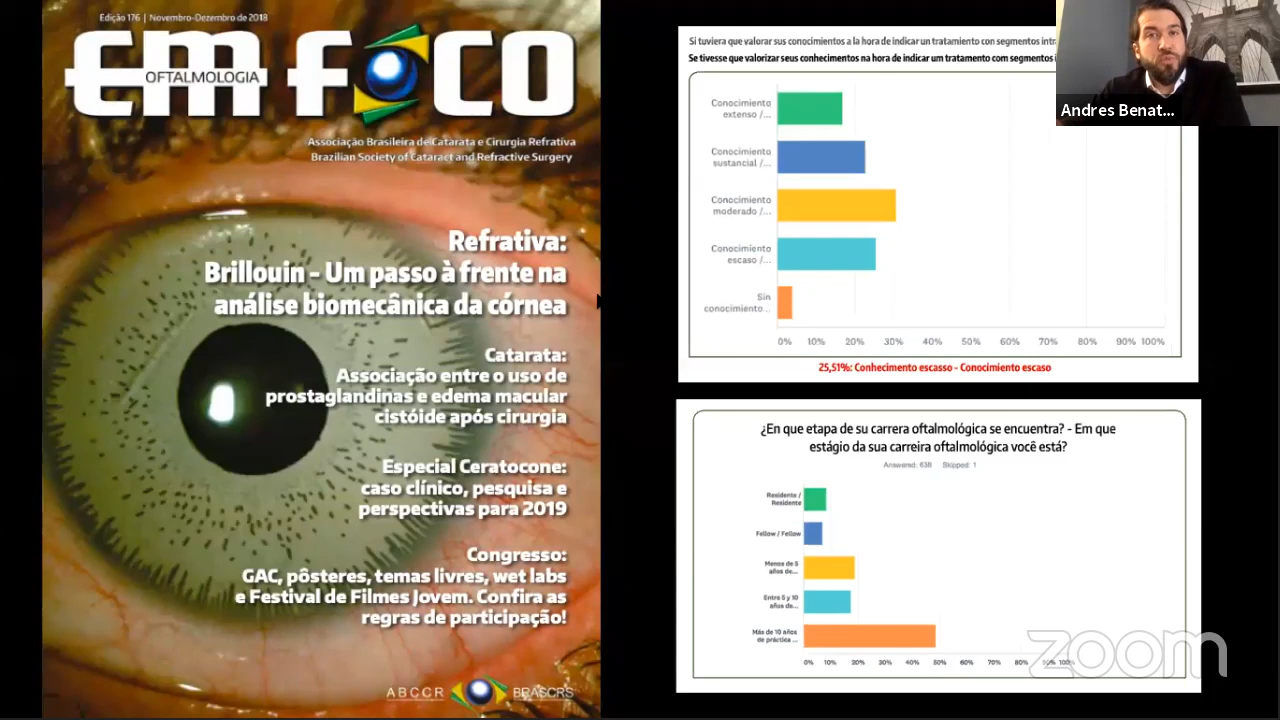 Edição 176 | Novembro-Dezembro de 2018
EM FOCO
OFTALMOLOGIA
Associação Brasileira de Catarata e Cirurgia Refrativa
Brazilian Society of Cataract and Refractive Surgery
Refrativa:
Brillouin - Um passo à frente na
análise biomecânica da córnea
Catarata:
Associação entre o uso de
prostaglandinas e edema macular
cistóide após cirurgia
Especial Ceratocone:
caso clínico, pesquisa e
perspectivas para 2019
Congresso:
GAC, pôsteres, temas livres, wet labs
e Festival de Filmes Jovem. Confira as
regras de participação!
ABCCR BRASCRS
Si tuviera que valorar sus conocimientos a la hora de indicar un tratamiento con segmentos
Se tivesse que valorizar seus conhecimentos na hora de indicar um tratamento com segmentos
Conocimiento
extenso /...
Conocimiento
sustancial /...
Conocimiento
moderado /...
Conocimiento
escaso /...
Sin
conocimiento...
0% 10% 20% 30% 40% 50% 60% 70% 80% 90% 100%
25,51%: Conhecimento escasso - Conocimiento escaso
¿En que etapa de su carrera oftalmológica se encuentra? - Em que
estágio da sua carreira oftalmológica você está?
Answered: 638 Skipped: 1
Residente /
Residente
Fellow / Fellow
Menos de 5
años de...
Entre 5 y 10
años de...
Más de 10 años
de práctica ...
0% 10% 20% 30% 40% 50% 60% 70% 80% 90% 100%
Andres Benat...
zoom